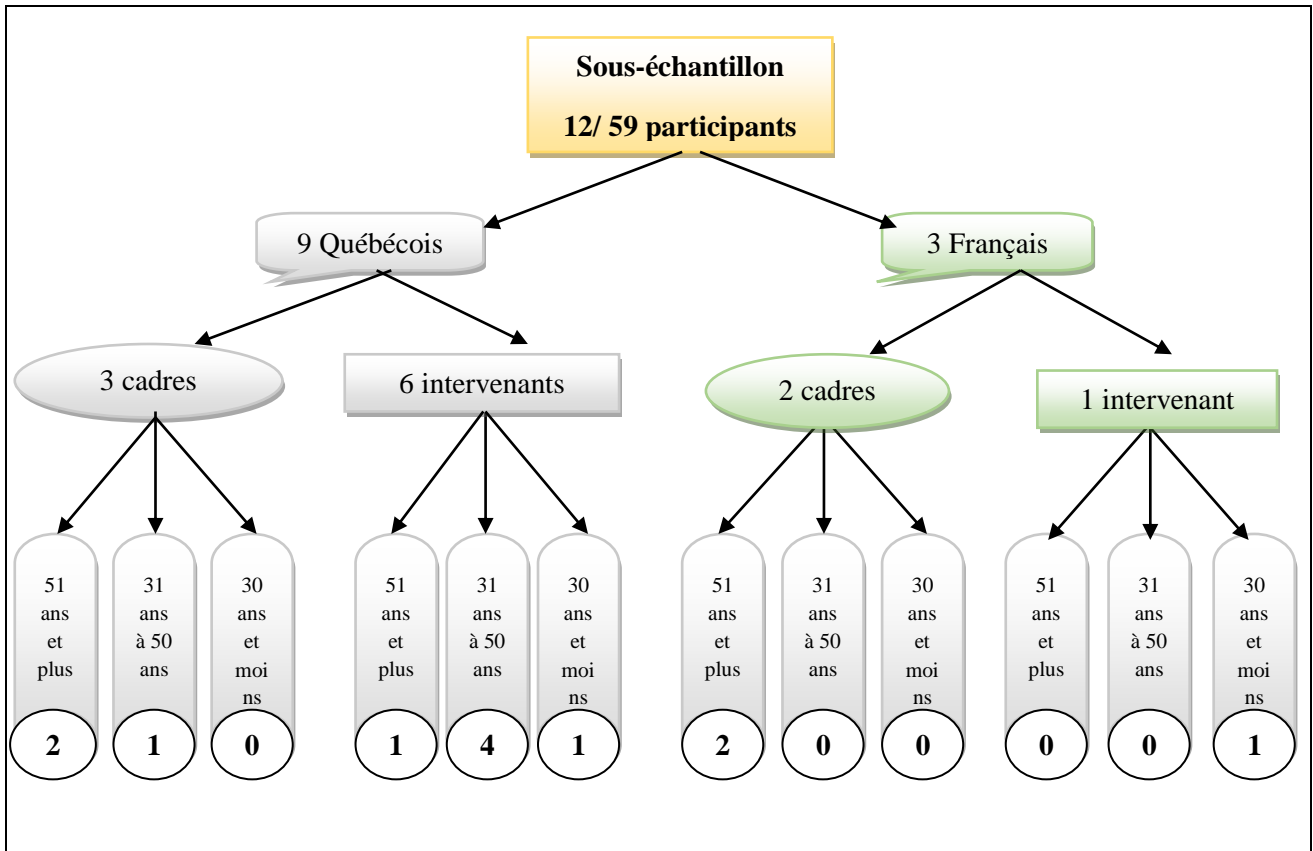 Sous-échantillon
12/ 59 participants
9 Québécois
3 Français
3 cadres
6 intervenants
2 cadres
1 intervenant
51
ans
et
plus
2
31
ans
à 50
ans
1
30
ans
et
moi
ns
0
51
ans
et
plus
1
31
ans
à 50
ans
4
30
ans
et
moi
ns
1
51
ans
et
plus
2
31
ans
à 50
ans
0
30
ans
et
moi
ns
0
51
ans
et
plus
0
31
ans
à 50
ans
0
30
ans
et
moi
ns
1